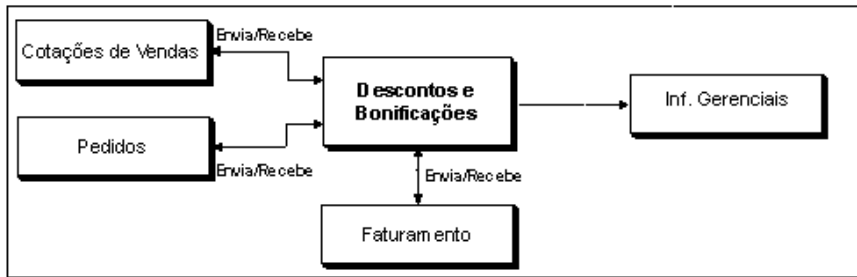 Envia/Recebe
Cotações de Vendas
Descontos e
Bonificações
Inf. Gerenciais
Pedidos
Envia/Recebe
Envia/Recebe
Faturamento